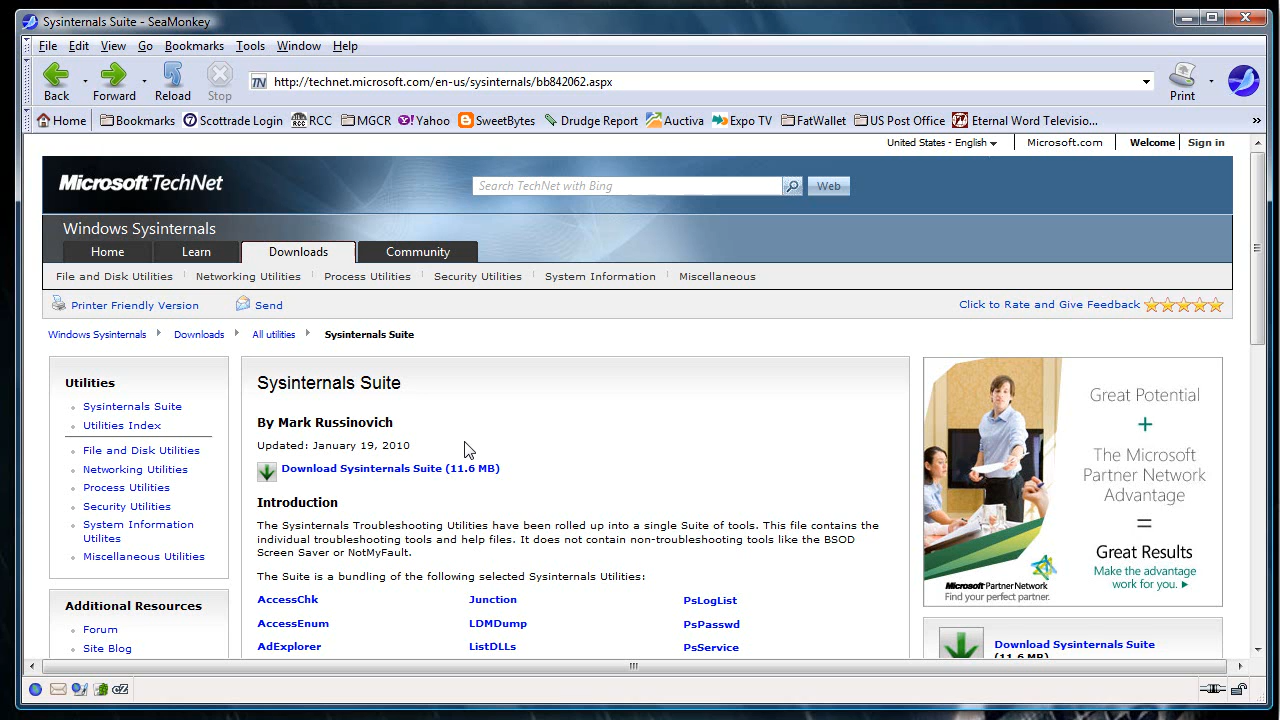 Sysinternals Suite - SeaMonkey
File Edit View Go Bookmarks Tools Window Help
Back Forward Reload Stop
TN http://technet.microsoft.com/en-us/sysinternals/bb842062.aspx
Print
Home Bookmarks Scottrade Login RCC MGCR Yahoo SweetBytes Drudge Report Auctiva Expo TV FatWallet US Post Office Eternal Word Televisio... »
United States - English Microsoft.com Welcome Sign in
Microsoft TechNet
Search TechNet with Bing Web
Windows Sysinternals
Home Learn Downloads Community
File and Disk Utilities Networking Utilities Process Utilities Security Utilities System Information Miscellaneous
Printer Friendly Version Send
Click to Rate and Give Feedback
Windows Sysinternals Downloads All utilities Sysinternals Suite
Utilities
Sysinternals Suite
Utilities Index
File and Disk Utilities
Networking Utilities
Process Utilities
Security Utilities
System Information
Utilites
Miscellaneous Utilities
Additional Resources
Forum
Site Blog
Sysinternals Suite
By Mark Russinovich
Updated: January 19, 2010
Download Sysinternals Suite (11.6 MB)
Introduction
The Sysinternals Troubleshooting Utilities have been rolled up into a single Suite of tools. This file contains the
individual troubleshooting tools and help files. It does not contain non-troubleshooting tools like the BSOD
Screen Saver or NotMyFault.
The Suite is a bundling of the following selected Sysinternals Utilities:
AccessChk Junction PsLogList
AccessEnum LDMDump PsPasswd
AdExplorer ListDLLs PsService
Great Potential
+
The Microsoft
Partner Network
Advantage
=
Great Results
Make the advantage
work for you.
Microsoft Partner Network
Find your perfect partner.
Download Sysinternals Suite
(11.6 MB)